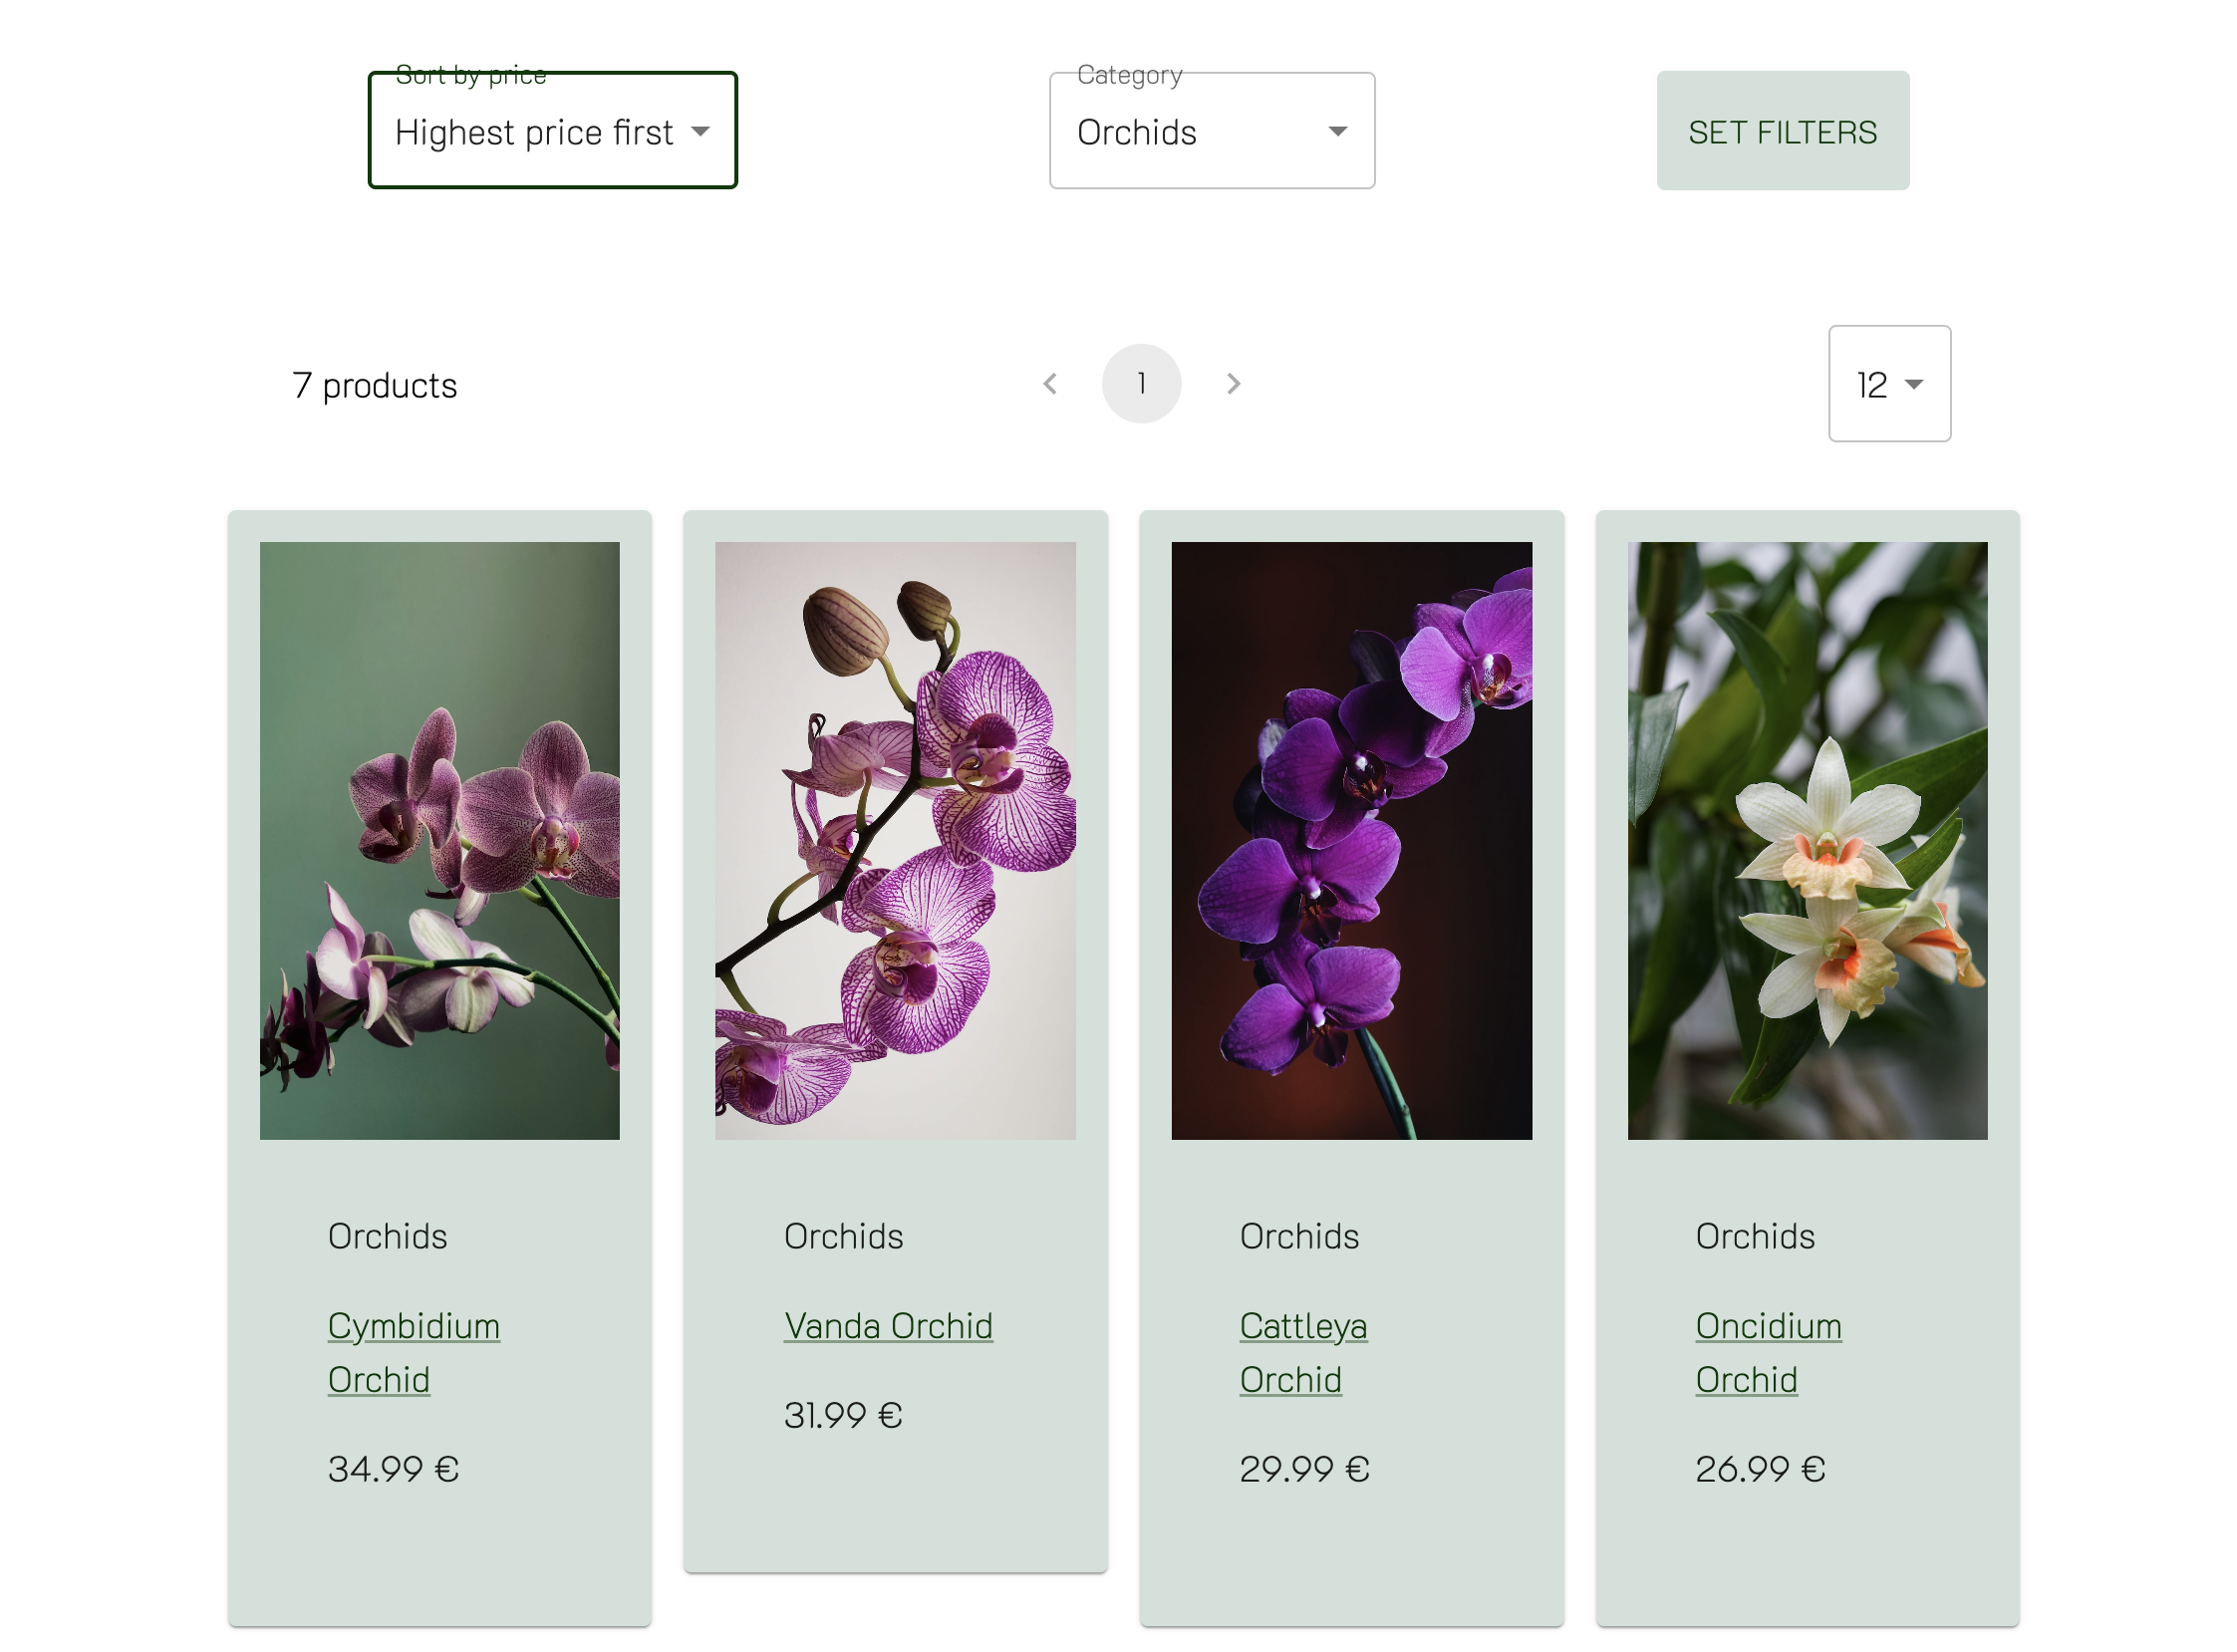 Sort by price
Highest price first
Category
Orchids
SET FILTERS
7 products
1
12
Orchids
Cymbidium
Orchid
34.99 €
Orchids
Vanda Orchid
31.99 €
Orchids
Cattleya
Orchid
29.99 €
Orchids
Oncidium
Orchid
26.99 €